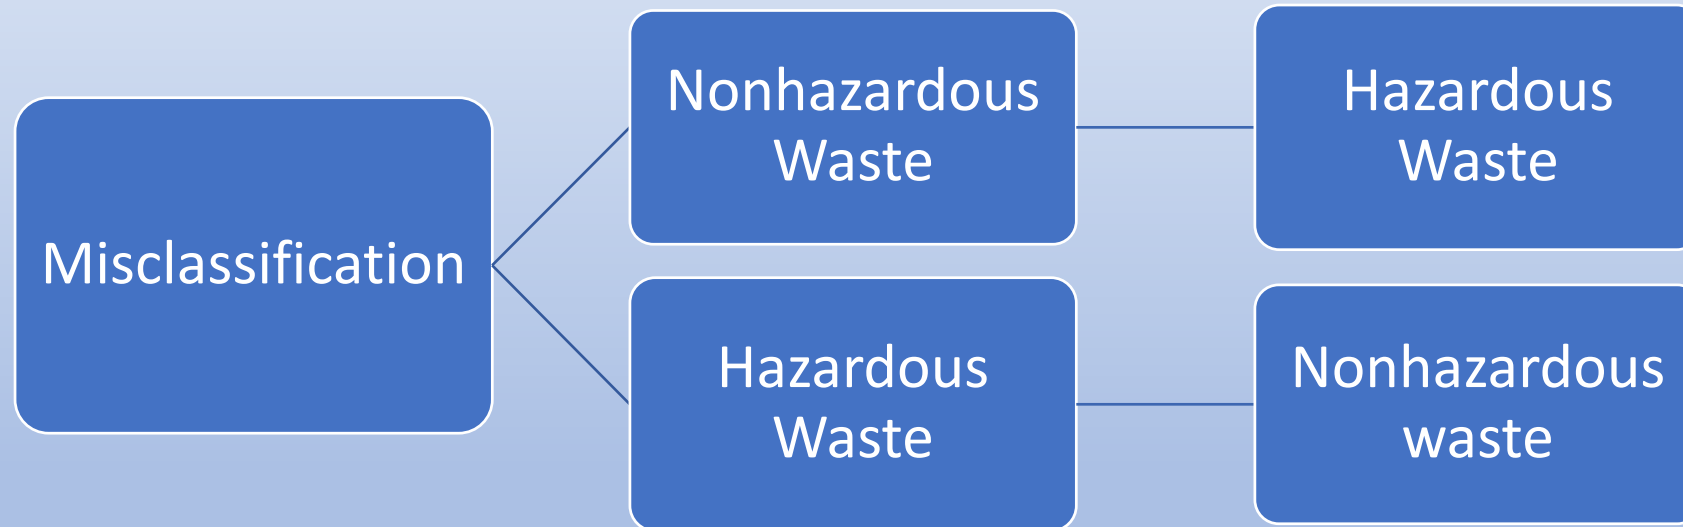 Misclassification
Nonhazardous
Waste
Hazardous
Waste
Hazardous
Waste
Nonhazardous
waste